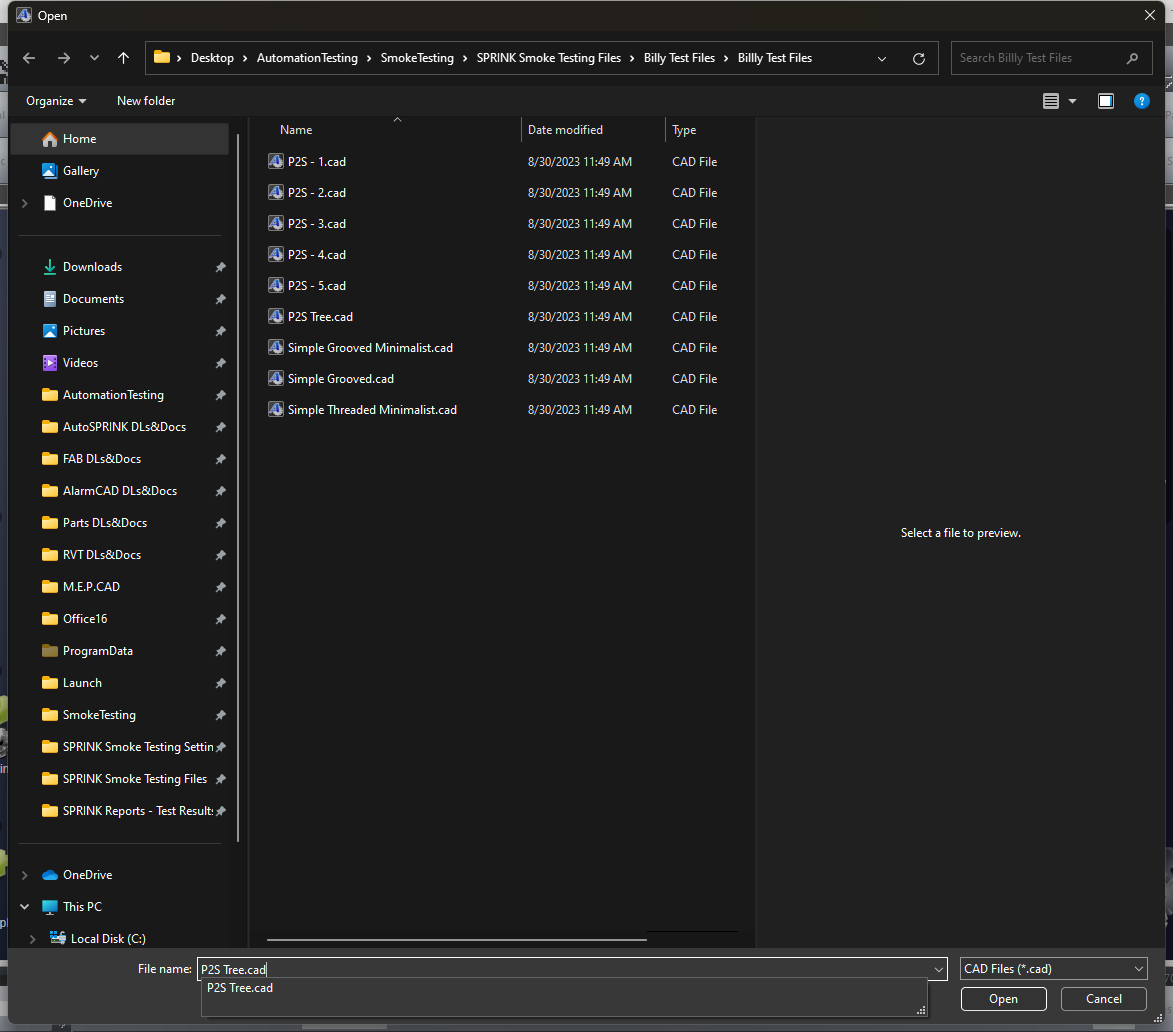 Open
Desktop > AutomationTesting > SmokeTesting > SPRINK Smoke Testing Files > Billy Test Files > Billly Test Files
Search Billly Test Files
Organize
New folder
Home
Gallery
OneDrive
Downloads
Documents
Pictures
Videos
AutomationTesting
AutoSPRINK DLs&Docs
FAB DLs&Docs
AlarmCAD DLs&Docs
Parts DLs&Docs
RVT DLs&Docs
M.E.P.CAD
Office16
ProgramData
Launch
SmokeTesting
SPRINK Smoke Testing Settin
SPRINK Smoke Testing Files
SPRINK Reports - Test Results
OneDrive
This PC
Local Disk (C:)
Name Date modified Type
P2S - 1.cad 8/30/2023 11:49 AM CAD File
P2S - 2.cad 8/30/2023 11:49 AM CAD File
P2S - 3.cad 8/30/2023 11:49 AM CAD File
P2S - 4.cad 8/30/2023 11:49 AM CAD File
P2S - 5.cad 8/30/2023 11:49 AM CAD File
P2S Tree.cad 8/30/2023 11:49 AM CAD File
Simple Grooved Minimalist.cad 8/30/2023 11:49 AM CAD File
Simple Grooved.cad 8/30/2023 11:49 AM CAD File
Simple Threaded Minimalist.cad 8/30/2023 11:49 AM CAD File
Select a file to preview.
File name: P2S Tree.cad
CAD Files (*.cad)
P2S Tree.cad
Open
Cancel